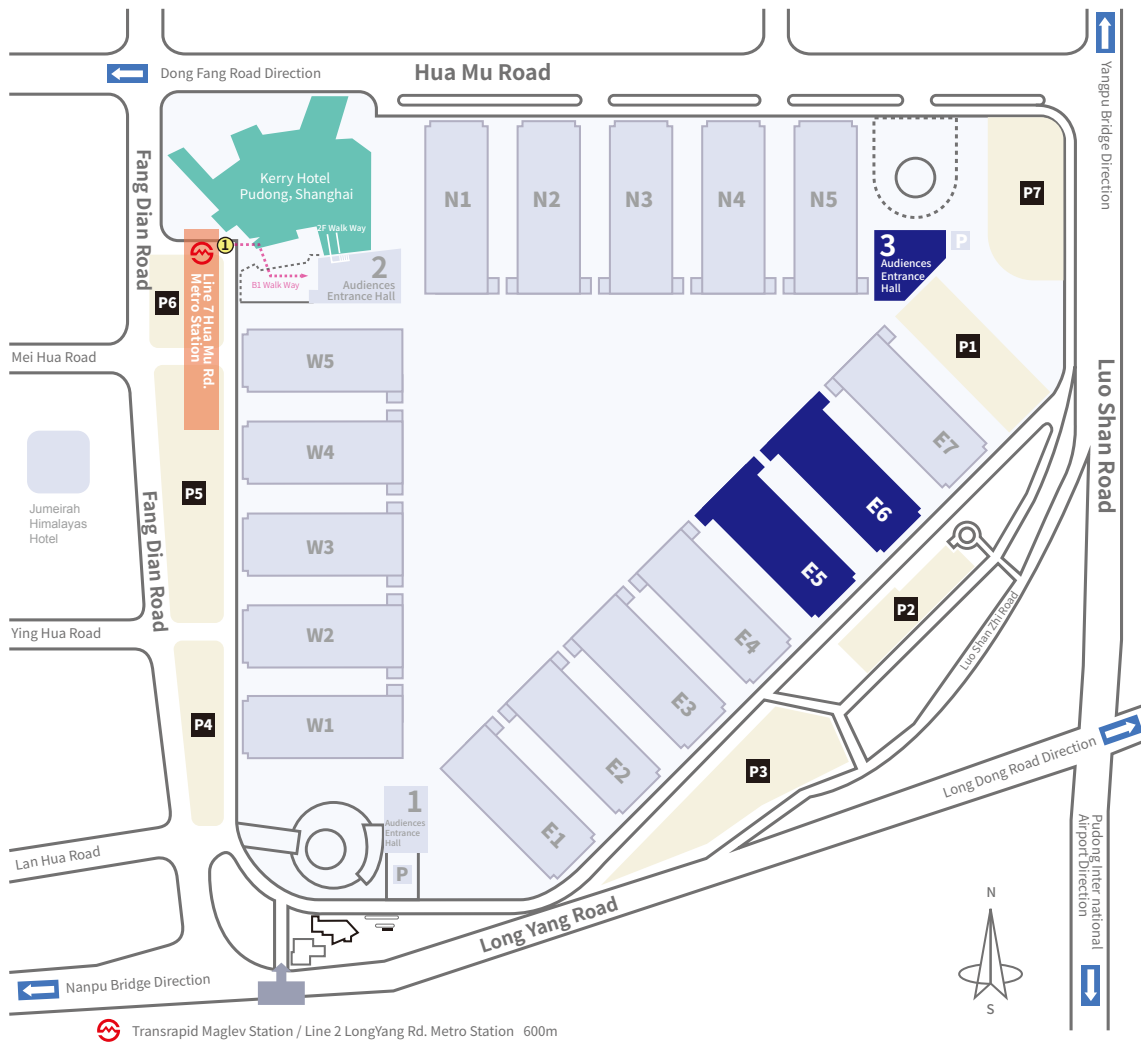 Dong Fang Road Direction
Hua Mu Road
Yangpu Bridge Direction
Fang Dian Road
Kerry Hotel
Pudong, Shanghai
2F Walk Way
1
B1 Walk Way
2
Audiences
Entrance Hall
N1
N2
N3
N4
N5
P7
3
Audiences
Entrance
Hall
P
P6
Line 7 Hua Mu Rd.
Metro Station
Mei Hua Road
P1
W5
W4
W3
W2
W1
E7
E6
E5
E4
E3
E2
E1
Luo Shan Road
P5
Jumeirah
Himalayas
Hotel
Fang Dian Road
Ying Hua Road
P2
Luo Shan Zhi Road
P4
P3
Long Dong Road Direction
1
Audiences
Entrance
Hall
P
Lan Hua Road
Pudong Inter national
Airport Direction
Long Yang Road
N
S
Nanpu Bridge Direction
Transrapid Maglev Station / Line 2 LongYang Rd. Metro Station 600m